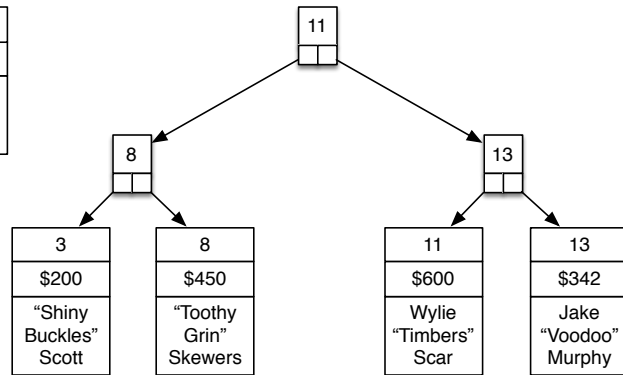 11
8
13
3
8
11
13
$200
$450
$600
$342
“Shiny
Buckles”
Scott
“Toothy
Grin”
Skewers
Wylie
“Timbers”
Scar
Jake
“Voodoo”
Murphy